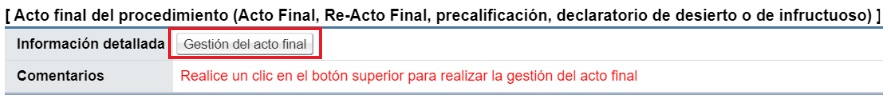 [ Acto final del procedimiento (Acto Final, Re-Acto Final, precalificación, declaratorio de desierto o de infructuoso) ]
Información detallada Gestión del acto final
Comentarios Realice un clic en el botón superior para realizar la gestión del acto final